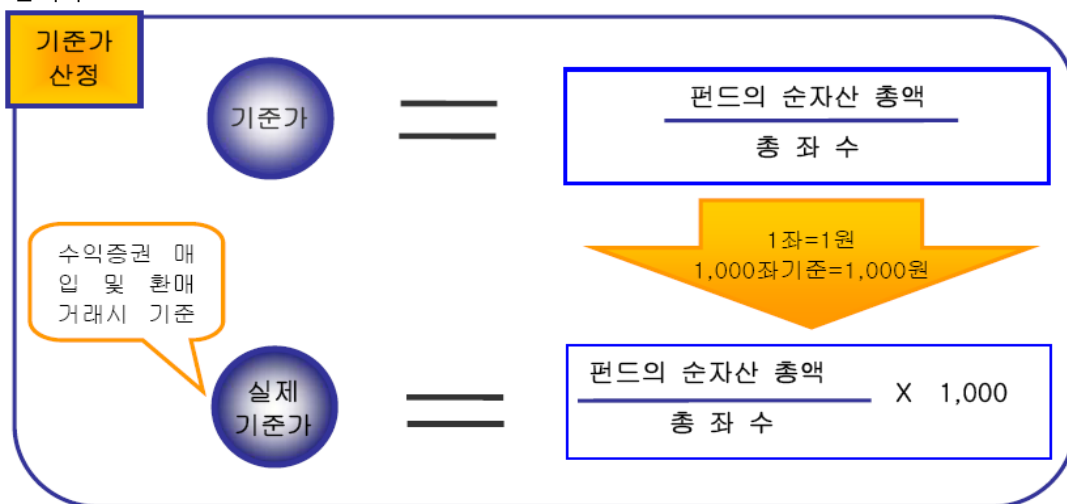 기준가
산정
기준가
펀드의 순자산 총액
총 좌 수
1좌=1원
1,000좌기준=1,000원
수익증권 매
입 및 환매
거래시 기준
실제
기준가
펀드의 순자산 총액
총 좌 수
X 1,000